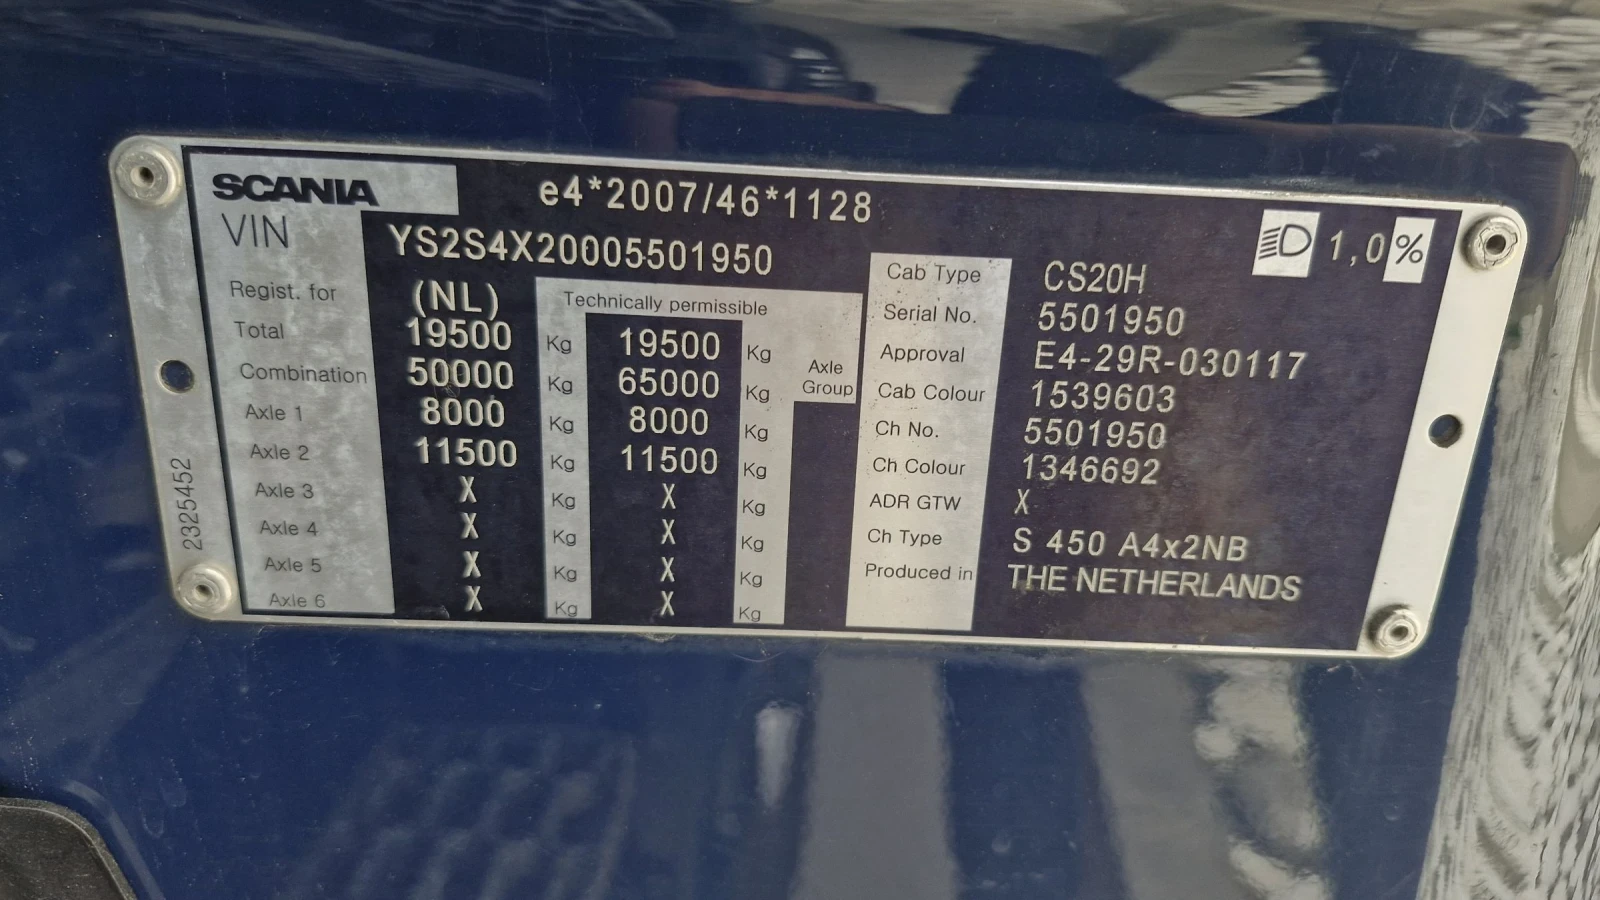 SCANIA e4*2007/46*1128
VIN YS2S4X20005501950
1,0 %
Regist. for (NL)
Technically permissible
Total 19500 Kg 19500 Kg
Combination 50000 Kg 65000 Kg
Axle Group
Axle 1 8000 Kg 8000 Kg
Axle 2 11500 Kg 11500 Kg
Axle 3 X Kg X Kg
Axle 4 X Kg X Kg
Axle 5 X Kg X Kg
Axle 6 X Kg X Kg
2325452
Cab Type CS20H
Serial No. 5501950
Approval E4-29R-030117
Cab Colour 1539603
Ch No. 5501950
Ch Colour 1346692
ADR GTW X
Ch Type S 450 A4x2NB
Produced in THE NETHERLANDS